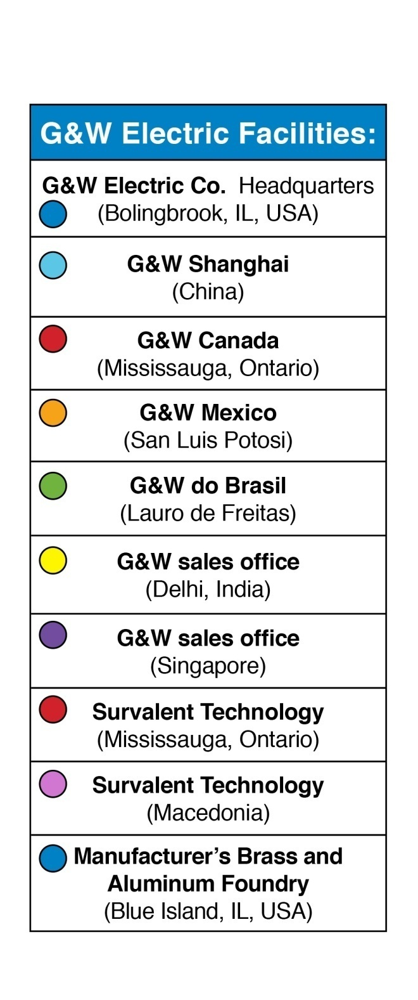 G&W Electric Facilities:
G&W Electric Co. Headquarters
(Bolingbrook, IL, USA)
G&W Shanghai
(China)
G&W Canada
(Mississauga, Ontario)
G&W Mexico
(San Luis Potosi)
G&W do Brasil
(Lauro de Freitas)
G&W sales office
(Delhi, India)
G&W sales office
(Singapore)
Survalent Technology
(Mississauga, Ontario)
Survalent Technology
(Macedonia)
Manufacturer’s Brass and
Aluminum Foundry
(Blue Island, IL, USA)